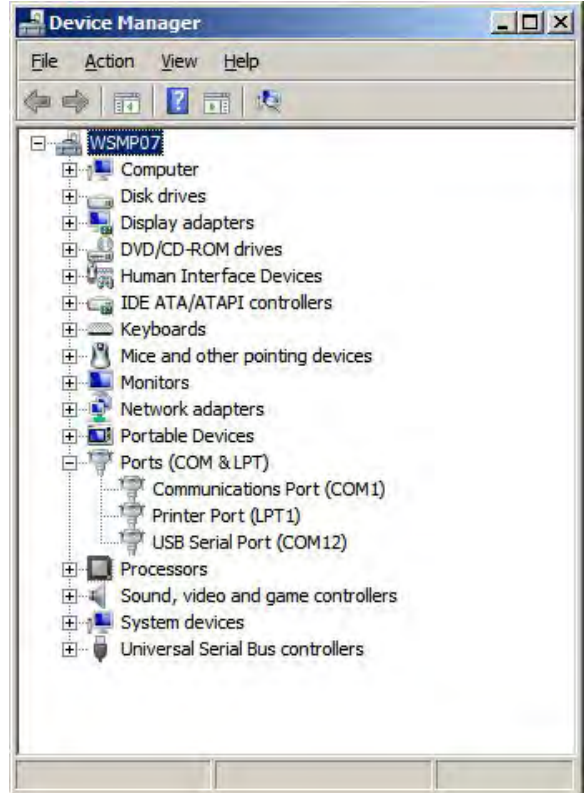 Device Manager
File Action View Help
WSMP07
Computer
Disk drives
Display adapters
DVD/CD-ROM drives
Human Interface Devices
IDE ATA/ATAPI controllers
Keyboards
Mice and other pointing devices
Monitors
Network adapters
Portable Devices
Ports (COM & LPT)
Communications Port (COM1)
Printer Port (LPT1)
USB Serial Port (COM12)
Processors
Sound, video and game controllers
System devices
Universal Serial Bus controllers